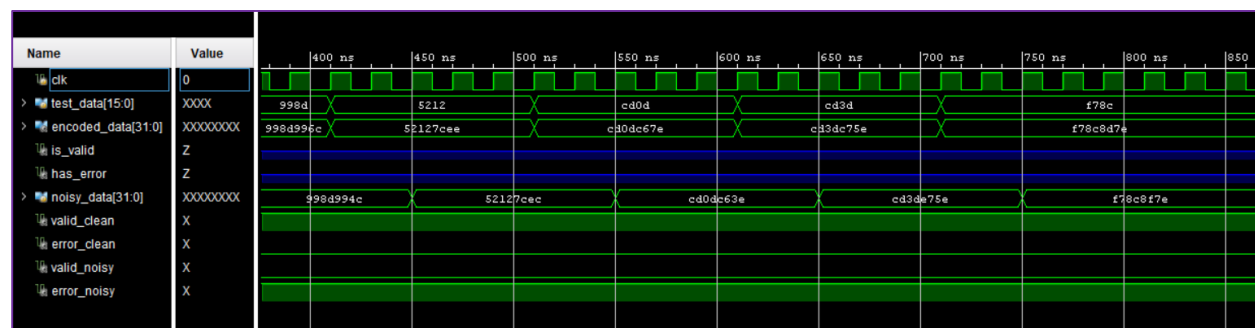 Name Value 400 ns 450 ns 500 ns 550 ns 600 ns 650 ns 700 ns 750 ns 800 ns 850
clk 0
test_data[15:0] XXXX 998d 5212 cd0d cd3d f78c
encoded_data[31:0] XXXXXXXX 998d996c 52127cee cd0dc67e cd3dc75e f78c8d7e
is_valid Z
has_error Z
noisy_data[31:0] XXXXXXXX 998d994c 52127cec cd0dc63e cd3de75e f78c8f7e
valid_clean X
error_clean X
valid_noisy X
error_noisy X